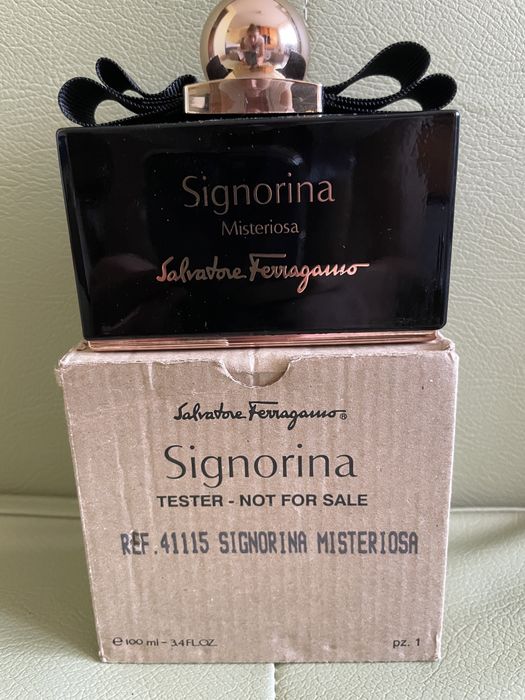 Signorina
Misteriosa
Salvatore Ferragamo
Salvatore Ferragamo®
Signorina
TESTER - NOT FOR SALE
REF.41115 SIGNORINA MISTERIOSA
℮ 100 ml - 3.4 FL.OZ. pz. 1